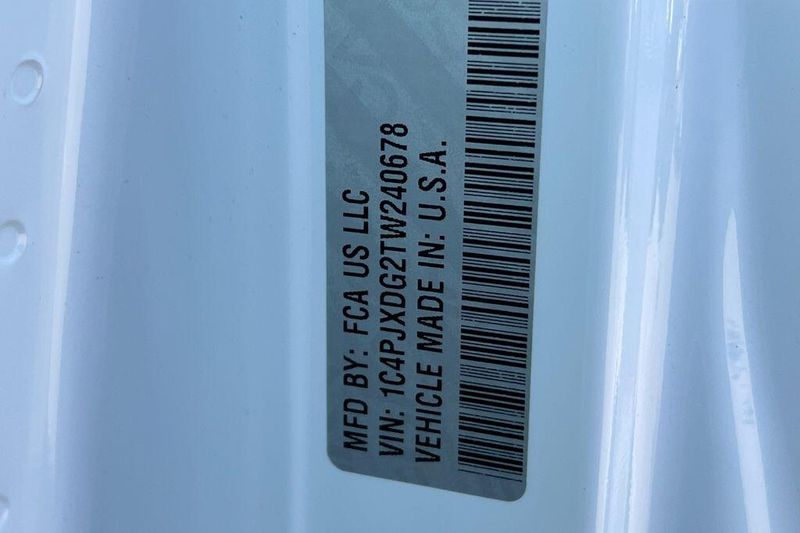 MFD BY: FCA US LLC
VIN: 1C4PJXDG2TW240678
VEHICLE MADE IN: U.S.A.